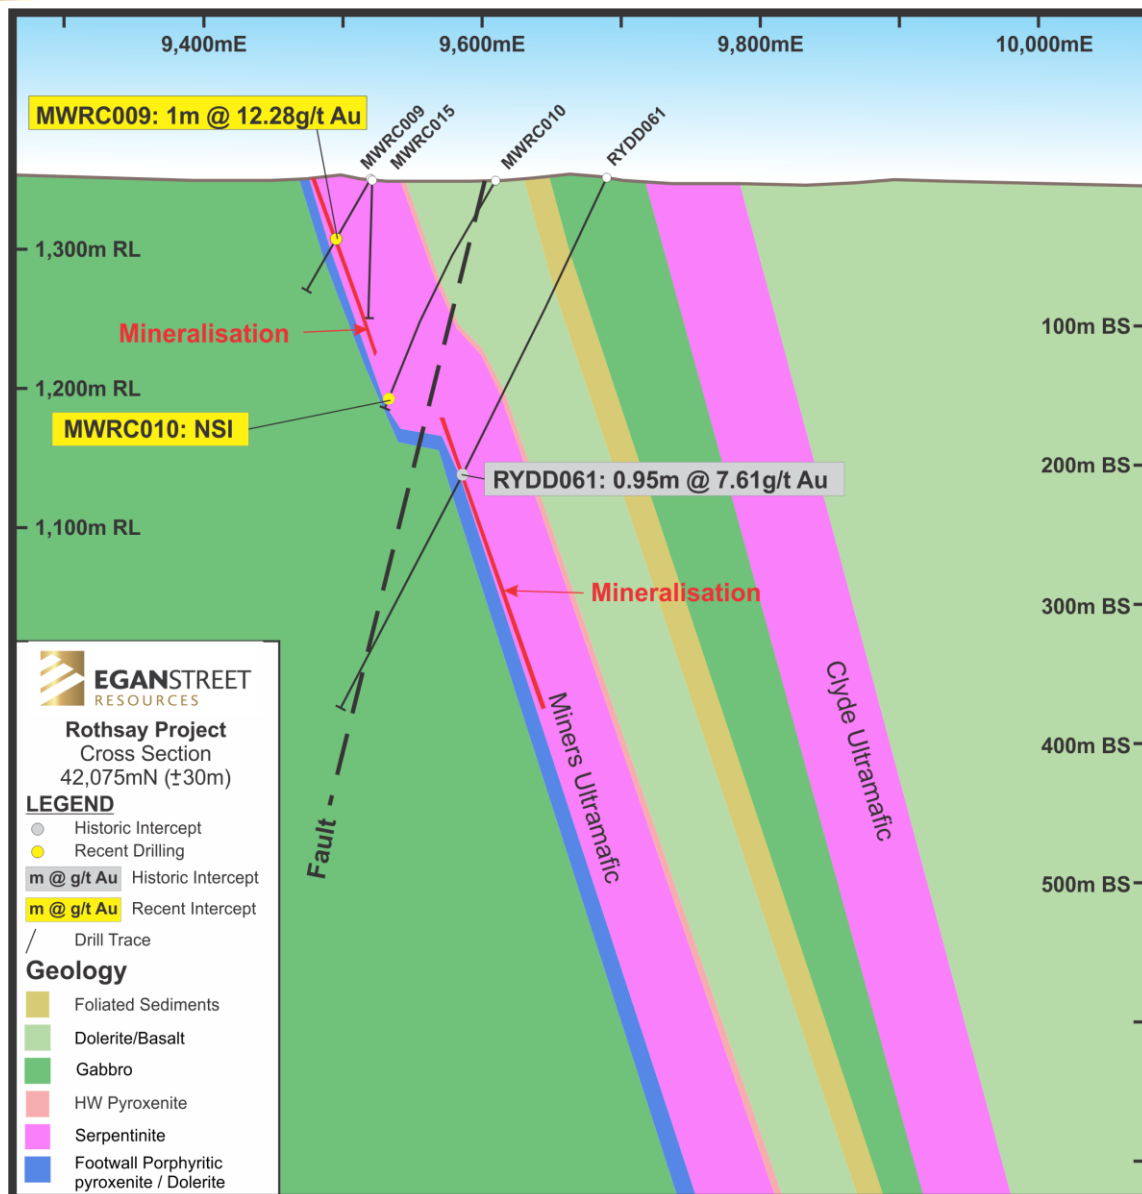 9,400mE
9,600mE
9,800mE
10,000mE
MWRC009: 1m @ 12.28g/t Au
MWRC009
MWRC015
MWRC010
RYDD061
1,300m RL
100m BS
Mineralisation
1,200m RL
MWRC010: NSI
200m BS
RYDD061: 0.95m @ 7.61g/t Au
1,100m RL
Mineralisation
300m BS
Miners Ultramafic
Clyde Ultramafic
400m BS
Fault
500m BS
EGANSTREET
RESOURCES
Rothsay Project
Cross Section
42,075mN (±30m)
LEGEND
Historic Intercept
Recent Drilling
m @ g/t Au Historic Intercept
m @ g/t Au Recent Intercept
Drill Trace
Geology
Foliated Sediments
Dolerite/Basalt
Gabbro
HW Pyroxenite
Serpentinite
Footwall Porphyritic
pyroxenite / Dolerite